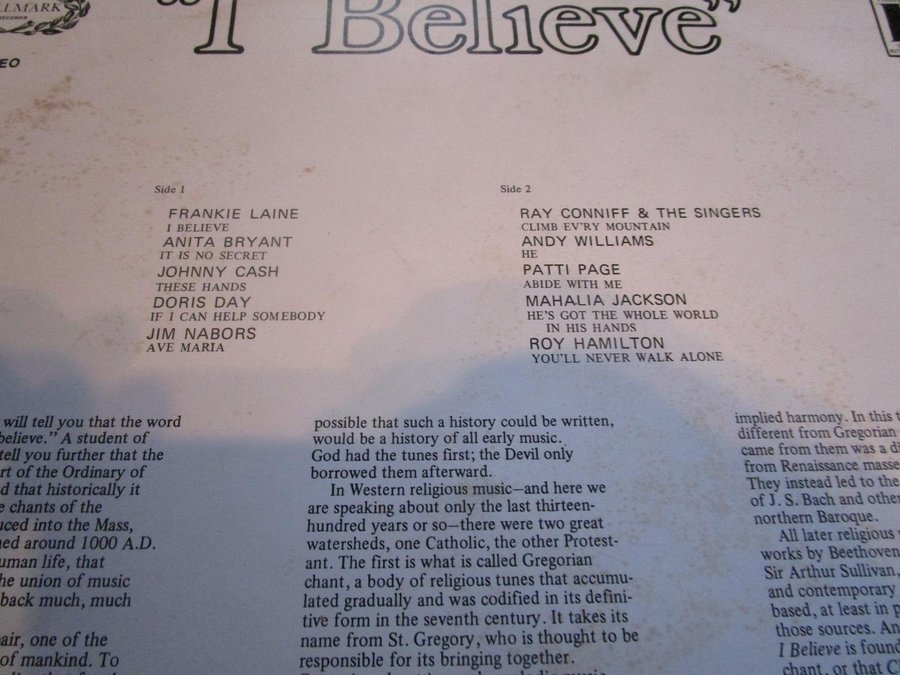 "I Believe"
RECORDS
EO
Side 1
FRANKIE LAINE
I BELIEVE
ANITA BRYANT
IT IS NO SECRET
JOHNNY CASH
THESE HANDS
DORIS DAY
IF I CAN HELP SOMEBODY
JIM NABORS
AVE MARIA
Side 2
RAY CONNIFF & THE SINGERS
CLIMB EV'RY MOUNTAIN
ANDY WILLIAMS
HE
PATTI PAGE
ABIDE WITH ME
MAHALIA JACKSON
HE'S GOT THE WHOLE WORLD
IN HIS HANDS
ROY HAMILTON
YOU'LL NEVER WALK ALONE
will tell you that the word
believe." A student of
tell you further that the
rt of the Ordinary of
d that historically it
e chants of the
uced into the Mass,
ned around 1000 A.D.
uman life, that
he union of music
back much, much
air, one of the
of mankind. To
possible that such a history could be written,
would be a history of all early music.
God had the tunes first; the Devil only
borrowed them afterward.
In Western religious music—and here we
are speaking about only the last thirteen-
hundred years or so—there were two great
watersheds, one Catholic, the other Protest-
ant. The first is what is called Gregorian
chant, a body of religious tunes that accumu-
lated gradually and was codified in its defini-
tive form in the seventh century. It takes its
name from St. Gregory, who is thought to be
responsible for its bringing together.
implied harmony. In this t
different from Gregorian
came from them was a di
from Renaissance masse
They instead led to the
of J. S. Bach and othe
northern Baroque.
All later religious
works by Beethoven
Sir Arthur Sullivan,
and contemporary
based, at least in p
those sources. An
I Believe is found
chant, or that C